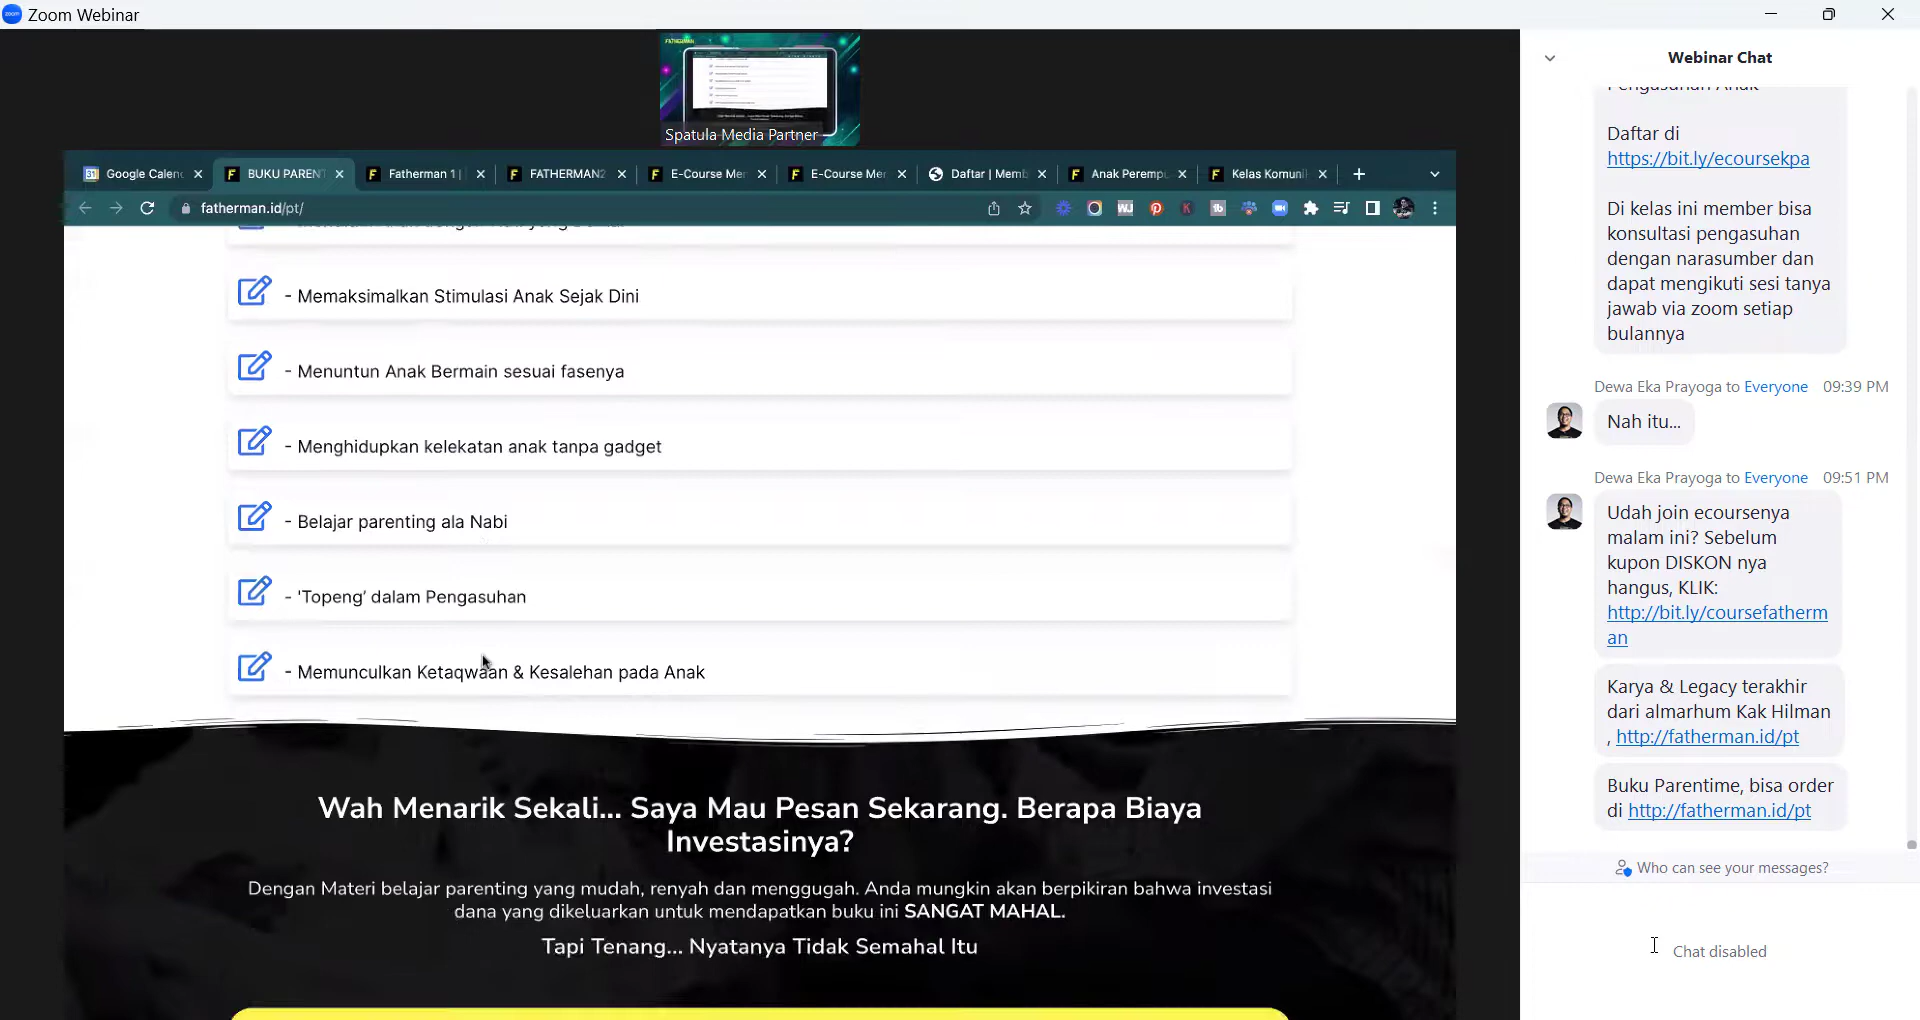 Zoom Webinar
FATHERMAN
Spatula Media Partner
Google Calen
BUKU PAREN
Fatherman 1 |
FATHERMAN2
E-Course Mer
E-Course Mer
Daftar | Memb
Anak Perempu
Kelas Komuni
fatherman.id/pt/
- Memaksimalkan Stimulasi Anak Sejak Dini
- Menuntun Anak Bermain sesuai fasenya
- Menghidupkan kelekatan anak tanpa gadget
- Belajar parenting ala Nabi
- 'Topeng’ dalam Pengasuhan
- Memunculkan Ketaqwaan & Kesalehan pada Anak
Wah Menarik Sekali... Saya Mau Pesan Sekarang. Berapa Biaya
Investasinya?
Dengan Materi belajar parenting yang mudah, renyah dan menggugah. Anda mungkin akan berpikiran bahwa investasi
dana yang dikeluarkan untuk mendapatkan buku ini SANGAT MAHAL.
Tapi Tenang... Nyatanya Tidak Semahal Itu
Webinar Chat
Pengasuhan Anak
Daftar di
https://bit.ly/ecoursekpa
Di kelas ini member bisa
konsultasi pengasuhan
dengan narasumber dan
dapat mengikuti sesi tanya
jawab via zoom setiap
bulannya
Dewa Eka Prayoga to Everyone 09:39 PM
Nah itu...
Dewa Eka Prayoga to Everyone 09:51 PM
Udah join ecoursenya
malam ini? Sebelum
kupon DISKON nya
hangus, KLIK:
http://bit.ly/coursefatherm
an
Karya & Legacy terakhir
dari almarhum Kak Hilman
, http://fatherman.id/pt
Buku Parentime, bisa order
di http://fatherman.id/pt
Who can see your messages?
Chat disabled